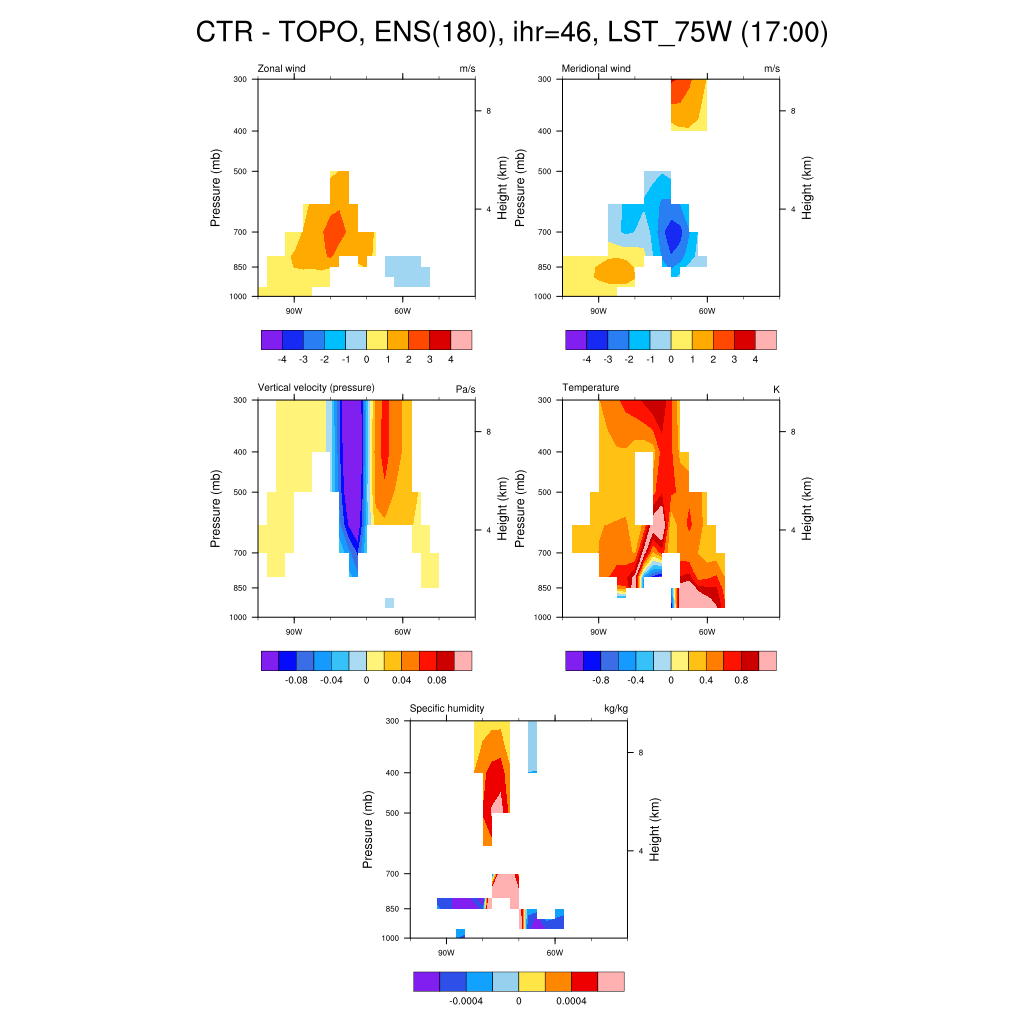 CTR - TOPO, ENS(180), ihr=46, LST_75W (17:00)
Zonal wind m/s
300
400
500
700
850
1000
Pressure (mb)
8
4
Height (km)
90W 60W
-4 -3 -2 -1 0 1 2 3 4
Meridional wind m/s
300
400
500
700
850
1000
Pressure (mb)
8
4
Height (km)
90W 60W
-4 -3 -2 -1 0 1 2 3 4
Vertical velocity (pressure) Pa/s
300
400
500
700
850
1000
Pressure (mb)
8
4
Height (km)
90W 60W
-0.08 -0.04 0 0.04 0.08
Temperature K
300
400
500
700
850
1000
Pressure (mb)
8
4
Height (km)
90W 60W
-0.8 -0.4 0 0.4 0.8
Specific humidity kg/kg
300
400
500
700
850
1000
Pressure (mb)
8
4
Height (km)
90W 60W
-0.0004 0 0.0004